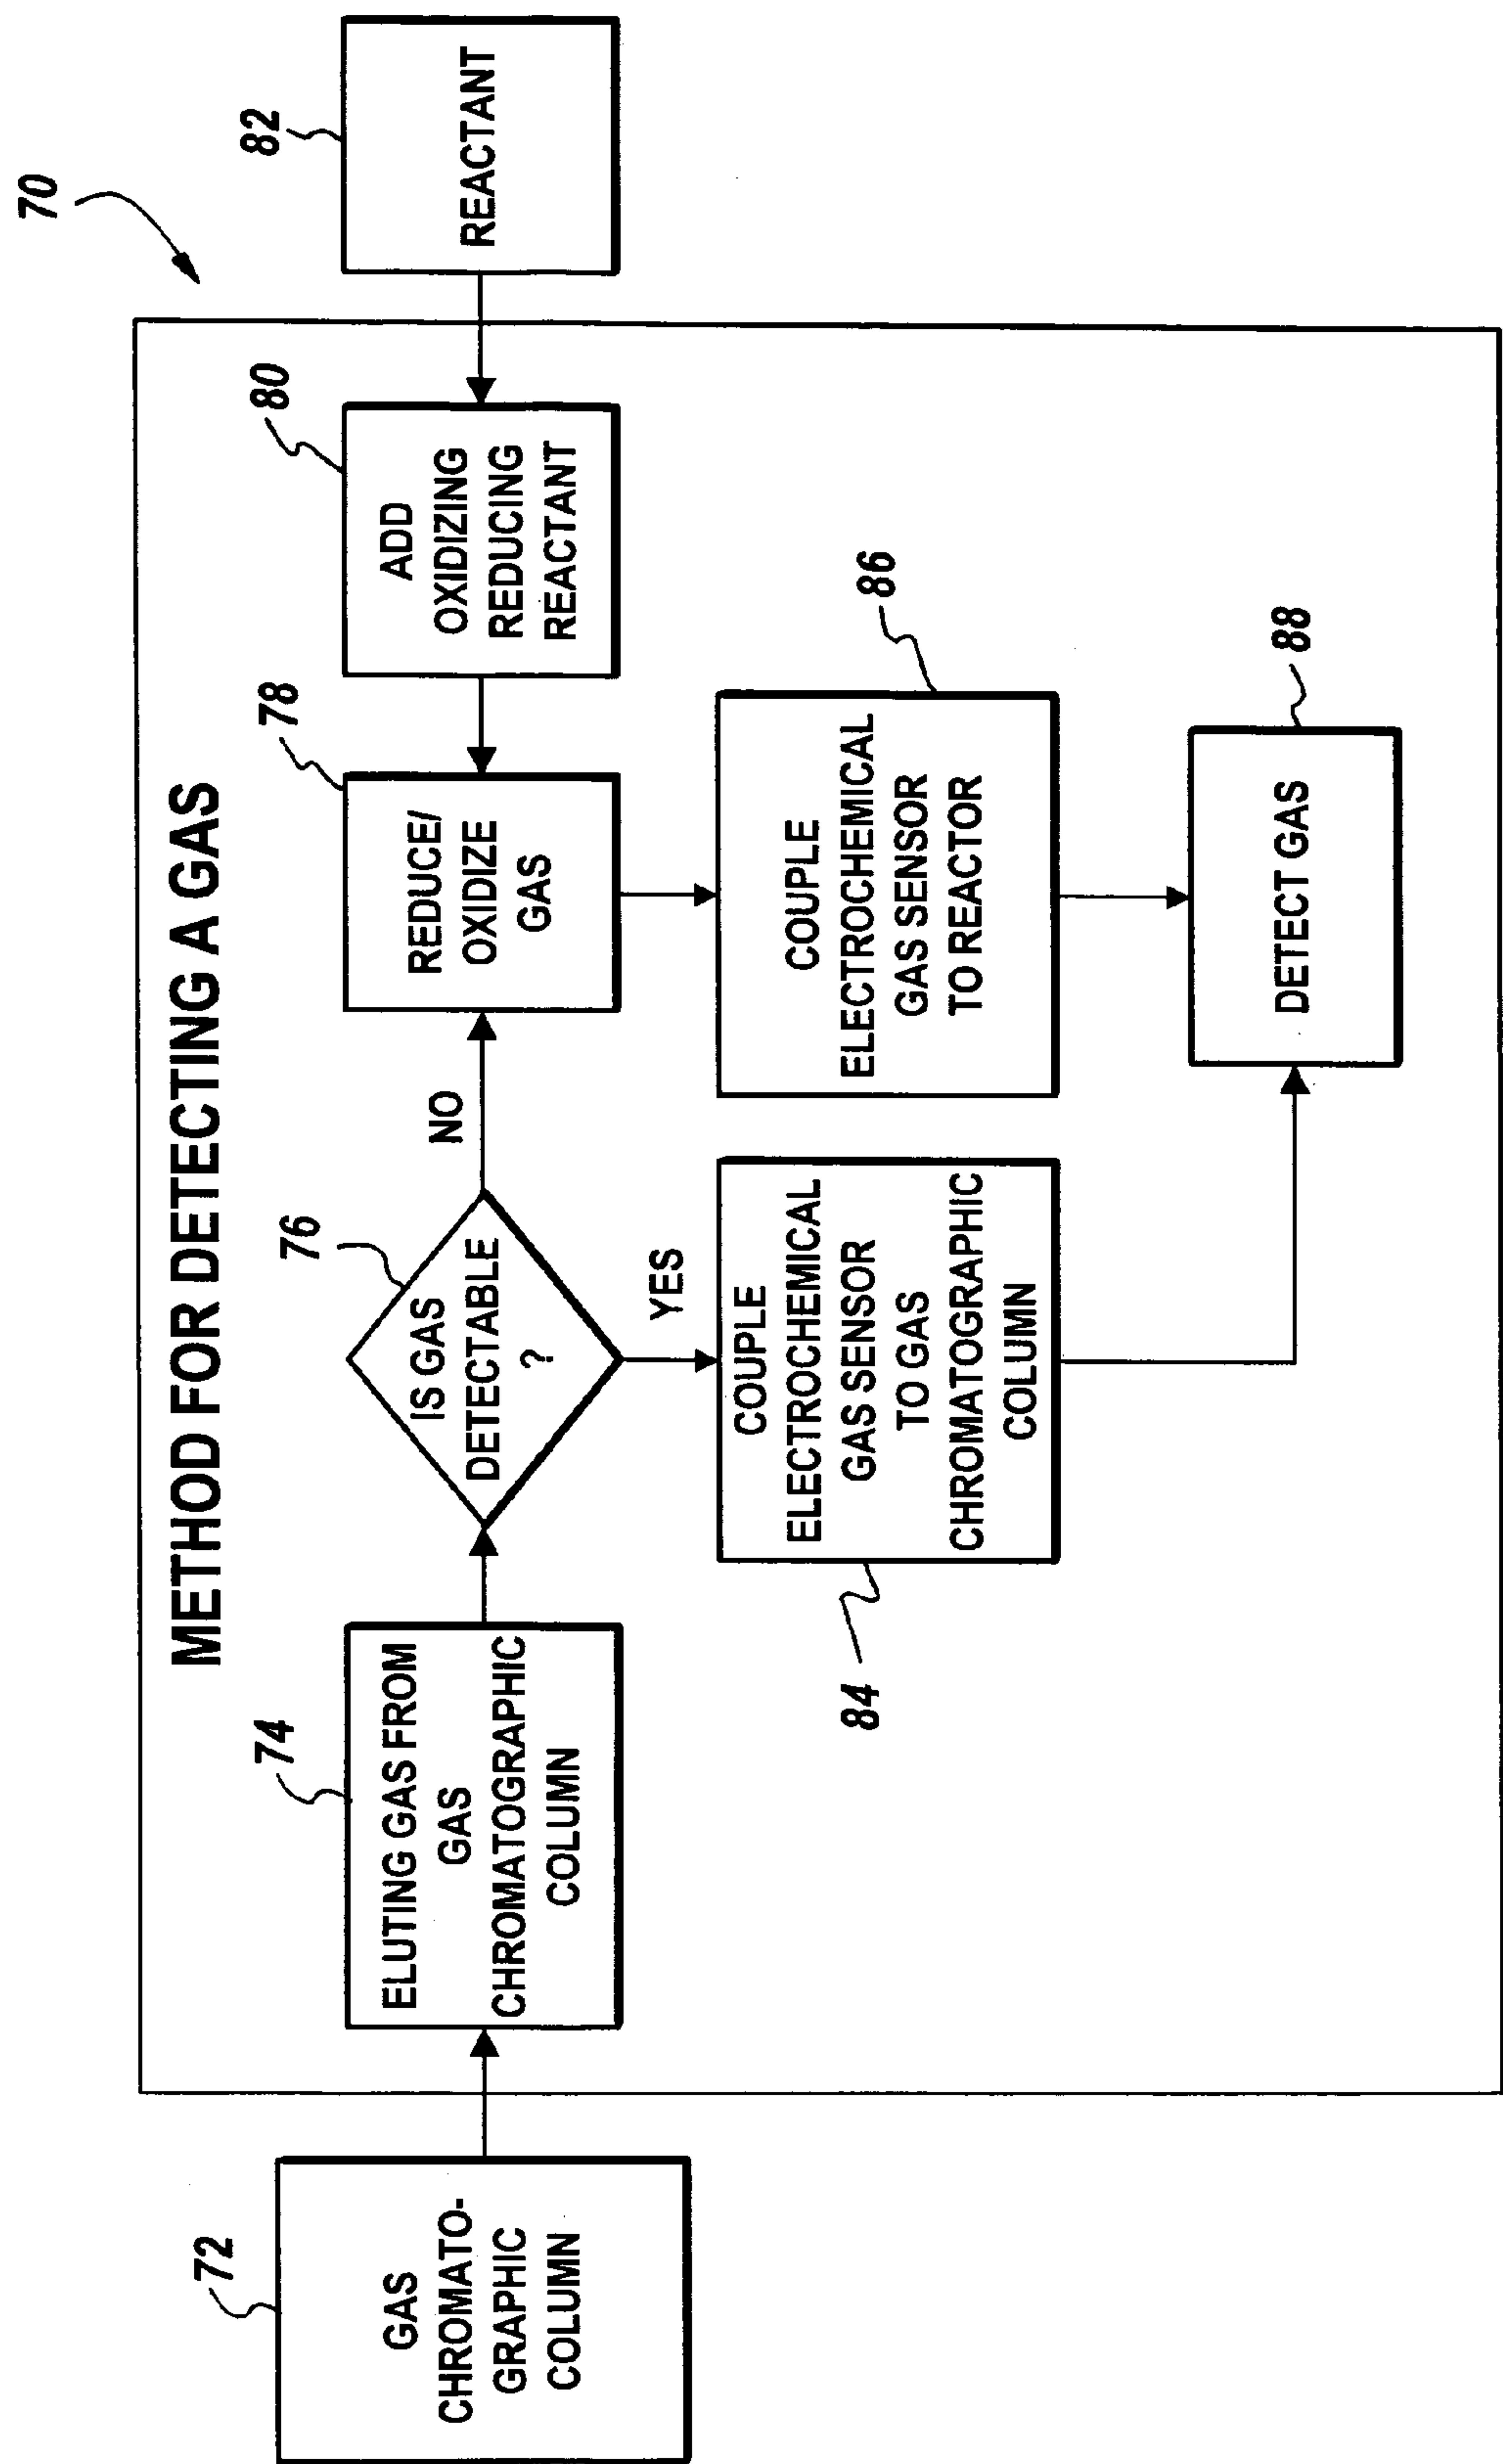 70
METHOD FOR DETECTING A GAS
72
GAS
CHROMATO-
GRAPHIC
COLUMN
74
ELUTING GAS FROM
GAS
CHROMATOGRAPHIC
COLUMN
76
IS GAS
DETECTABLE
?
NO
YES
78
REDUCE/
OXIDIZE
GAS
80
ADD
OXIDIZING
REDUCING
REACTANT
82
REACTANT
84
COUPLE
ELECTROCHEMICAL
GAS SENSOR
TO GAS
CHROMATOGRAPHIC
COLUMN
86
COUPLE
ELECTROCHEMICAL
GAS SENSOR
TO REACTOR
88
DETECT GAS